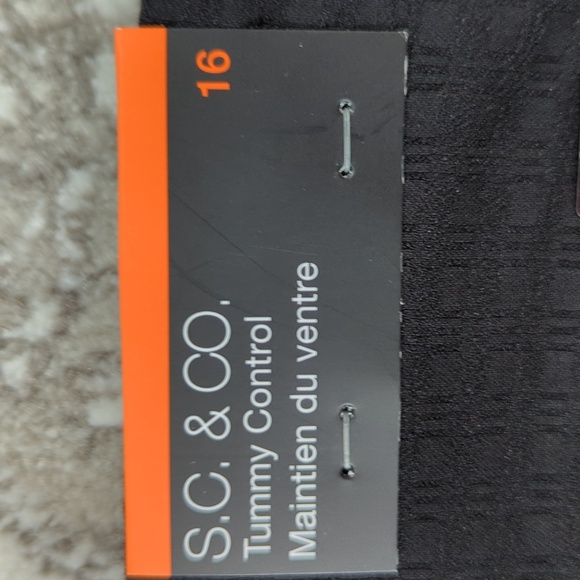 S.C. & CO.
Tummy Control
Maintien du ventre
16